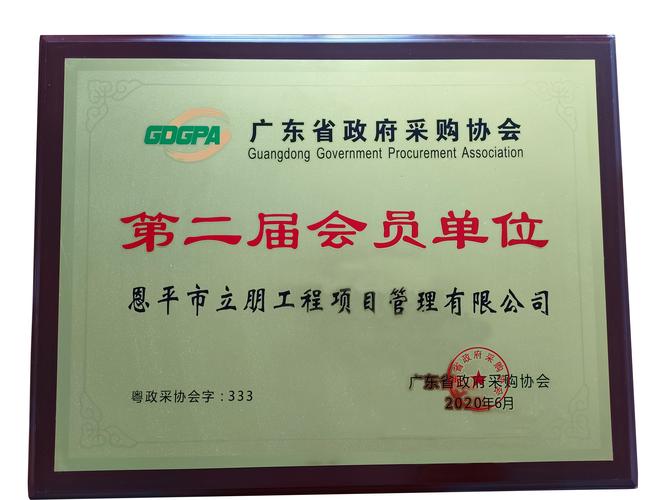 GDGPA 广东省政府采购协会
Guangdong Government Procurement Association
第二届会员单位
恩平市立朋工程项目管理有限公司
粤政采协会字：333
广东省政府采购协会
2020年6月